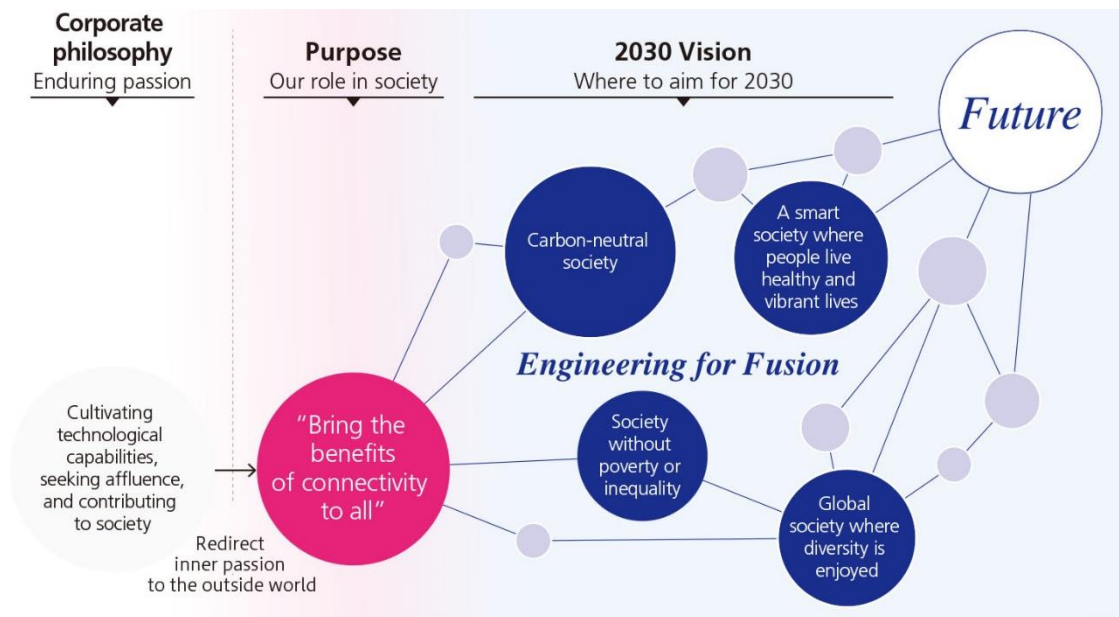 Corporate
philosophy
Enduring passion
Purpose
Our role in society
2030 Vision
Where to aim for 2030
Future
Carbon-neutral
society
A smart
society where
people live
healthy and
vibrant lives
Engineering for Fusion
Cultivating
technological
capabilities,
seeking affluence,
and contributing
to society
Redirect
inner passion
to the outside world
“Bring the
benefits
of connectivity
to all”
Society
without
poverty or
inequality
Global
society where
diversity is
enjoyed